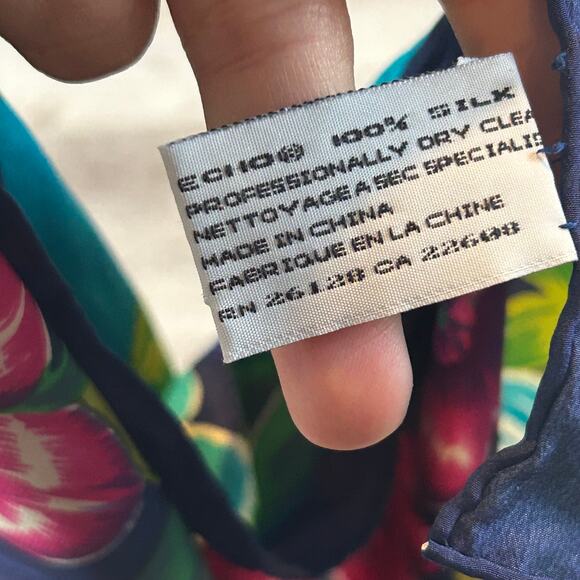 ECHO® 100% SILK
PROFESSIONALLY DRY CLEA
NETTOYAGE A SEC SPECIALIS
MADE IN CHINA
FABRIQUE EN LA CHINE
RN 26128 CA 22608